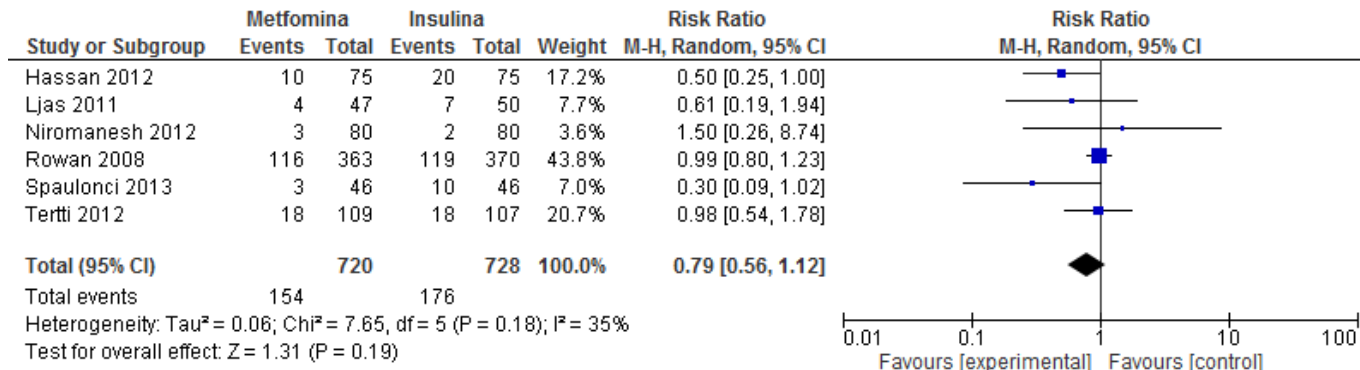 Metfomina Insulina Risk Ratio Risk Ratio
Study or Subgroup Events Total Events Total Weight M-H, Random, 95% CI M-H, Random, 95% CI
Hassan 2012 10 75 20 75 17.2% 0.50 [0.25, 1.00]
Ljas 2011 4 47 7 50 7.7% 0.61 [0.19, 1.94]
Niromanesh 2012 3 80 2 80 3.6% 1.50 [0.26, 8.74]
Rowan 2008 116 363 119 370 43.8% 0.99 [0.80, 1.23]
Spaulonci 2013 3 46 10 46 7.0% 0.30 [0.09, 1.02]
Tertti 2012 18 109 18 107 20.7% 0.98 [0.54, 1.78]
Total (95% CI) 720 728 100.0% 0.79 [0.56, 1.12]
Total events 154 176
Heterogeneity: Tau² = 0.06; Chi² = 7.65, df = 5 (P = 0.18); I² = 35%
Test for overall effect: Z = 1.31 (P = 0.19)
0.01 0.1 1 10 100
Favours [experimental] Favours [control]